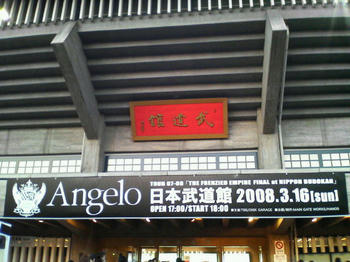 館道武
Angelo
TOUR 07-08「THE FRENZIED EMPIRE FINAL at NIPPON BUDOKAN」
日本武道館 2008.3.16[sun]
OPEN 17:00/START 18:00